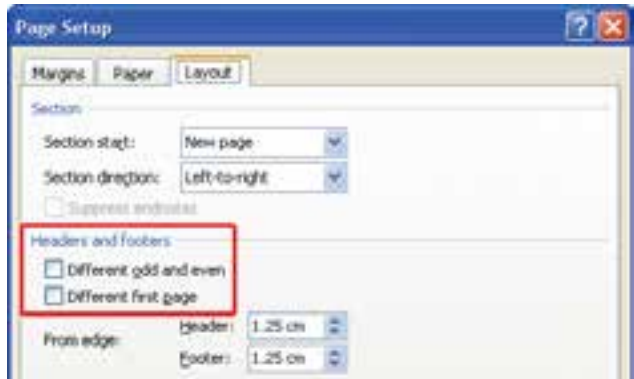 Page Setup
Margins Paper Layout
Section
Section start: New page
Section direction: Left-to-right
Suppress endnotes
Headers and footers
Different odd and even
Different first page
From edge:
Header: 1.25 cm
Footer: 1.25 cm